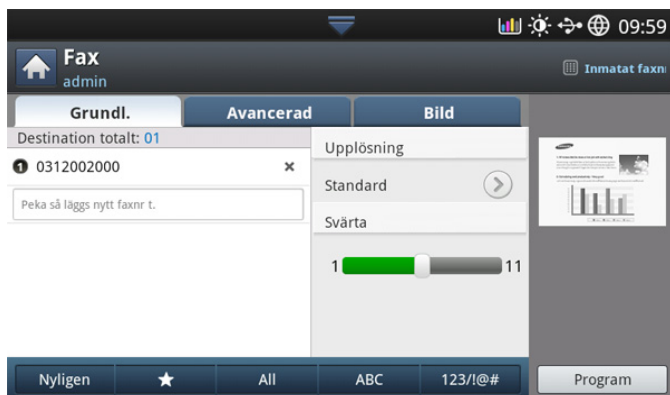 09:59
Fax
admin
Inmatat faxn
Grundl.
Avancerad
Bild
Destination totalt: 01
1 0312002000
Peka så läggs nytt faxnr t.
Upplösning
Standard
Svärta
1 11
Nyligen
All
ABC
123/!@#
Program